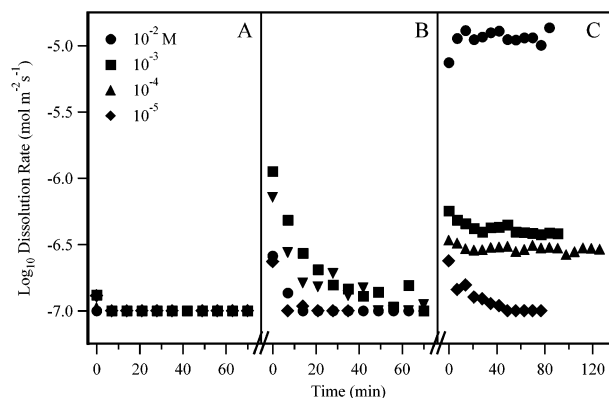 A
B
C
10⁻² M
10⁻³
10⁻⁴
10⁻⁵
-5.0
-5.5
-6.0
-6.5
-7.0
Log₁₀ Dissolution Rate (mol m⁻² s⁻¹)
0 20 40 60 0 20 40 60 0 40 80 120
Time (min)